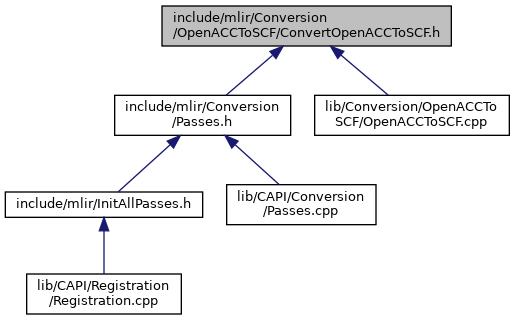 include/mlir/Conversion
/OpenACCToSCF/ConvertOpenACCToSCF.h
include/mlir/Conversion
/Passes.h
lib/Conversion/OpenACCTo
SCF/OpenACCToSCF.cpp
include/mlir/InitAllPasses.h
lib/CAPI/Conversion
/Passes.cpp
lib/CAPI/Registration
/Registration.cpp